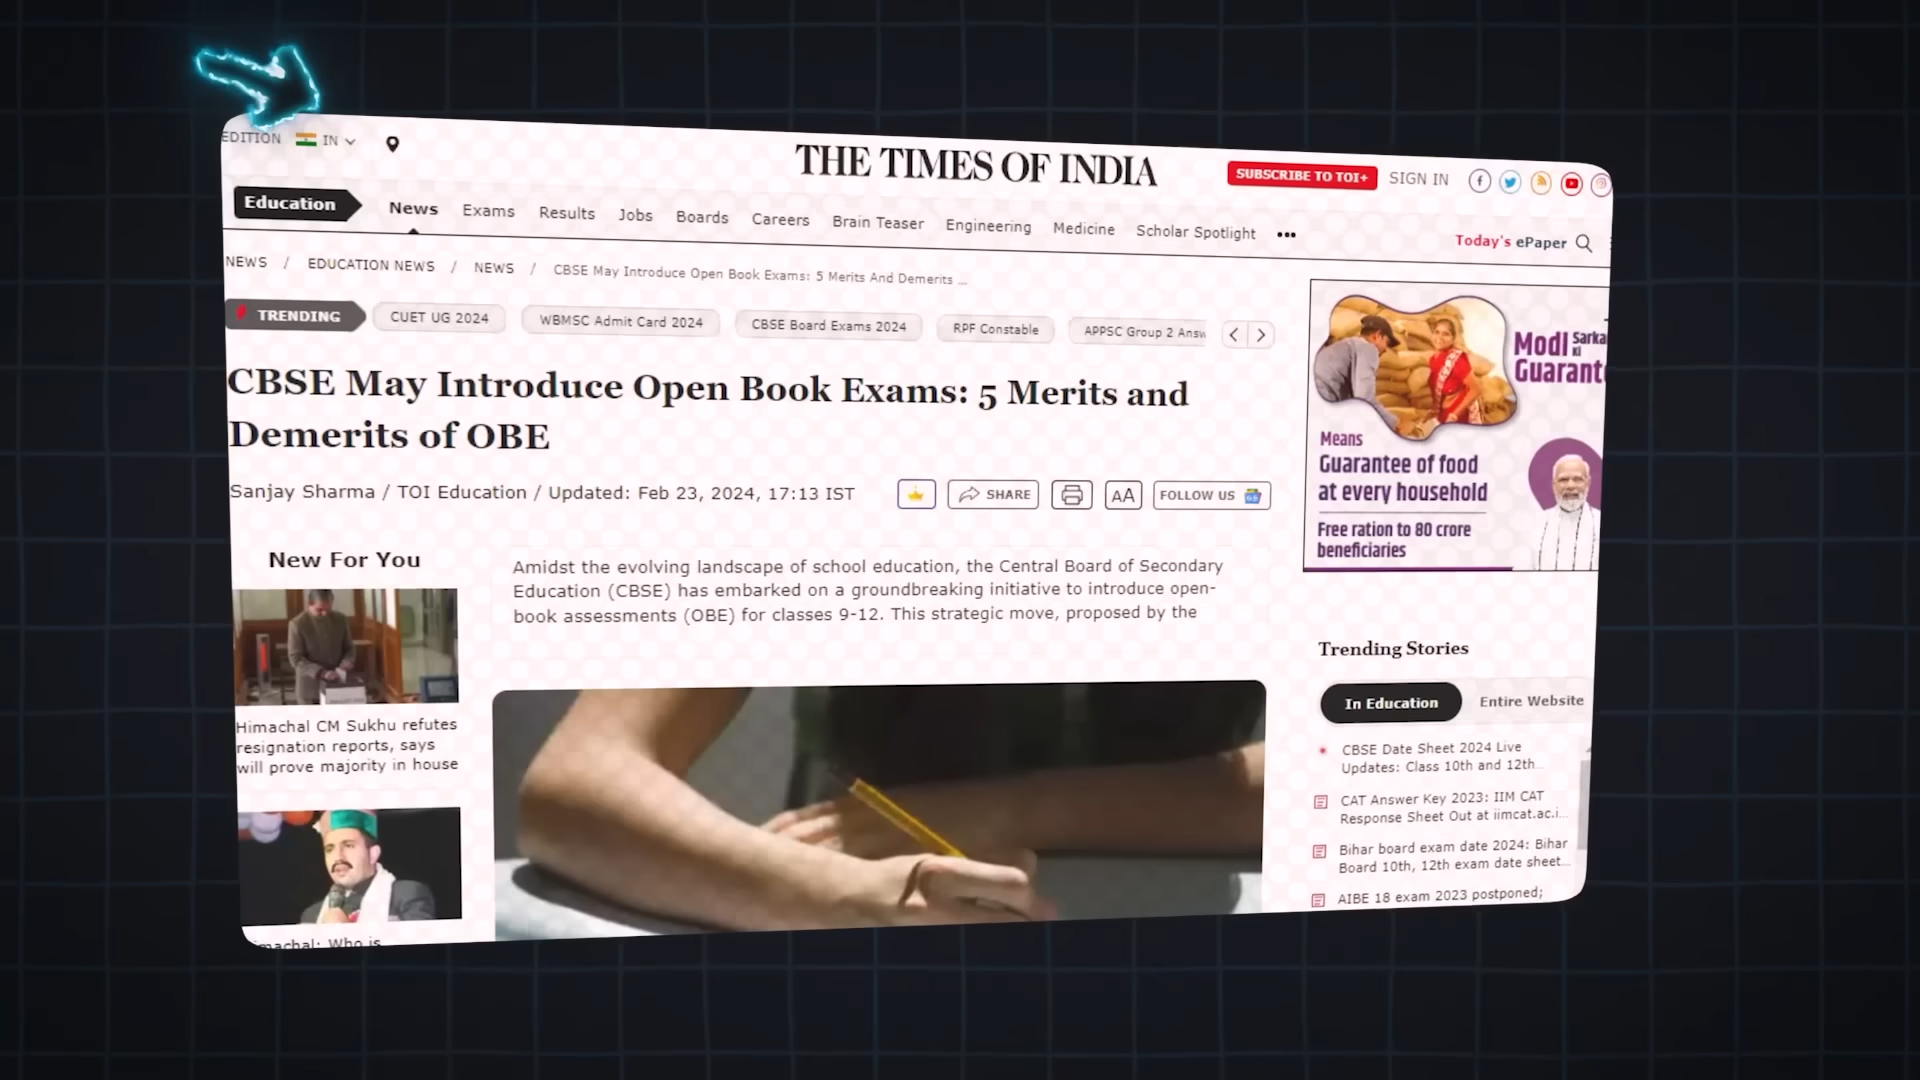 EDITION IN
THE TIMES OF INDIA
SUBSCRIBE TO TOI+ SIGN IN
Education News Exams Results Jobs Boards Careers Brain Teaser Engineering Medicine Scholar Spotlight •••
Today's ePaper
NEWS / EDUCATION NEWS / NEWS / CBSE May Introduce Open Book Exams: 5 Merits And Demerits ...
TRENDING CUET UG 2024 WBMSC Admit Card 2024 CBSE Board Exams 2024 RPF Constable APPSC Group 2 Answ
CBSE May Introduce Open Book Exams: 5 Merits and
Demerits of OBE
Sanjay Sharma / TOI Education / Updated: Feb 23, 2024, 17:13 IST
SHARE AA FOLLOW US
New For You
Himachal CM Sukhu refutes
resignation reports, says
will prove majority in house
Who is
Amidst the evolving landscape of school education, the Central Board of Secondary
Education (CBSE) has embarked on a groundbreaking initiative to introduce open-
book assessments (OBE) for classes 9-12. This strategic move, proposed by the
Modi Sarka
ki
Guarant
Means
Guarantee of food
at every household
Free ration to 80 crore
beneficiaries
Trending Stories
In Education Entire Website
CBSE Date Sheet 2024 Live
Updates: Class 10th and 12th...
CAT Answer Key 2023: IIM CAT
Response Sheet Out at iimcat.ac.i...
Bihar board exam date 2024: Bihar
Board 10th, 12th exam date sheet...
AIBE 18 exam 2023 postponed;